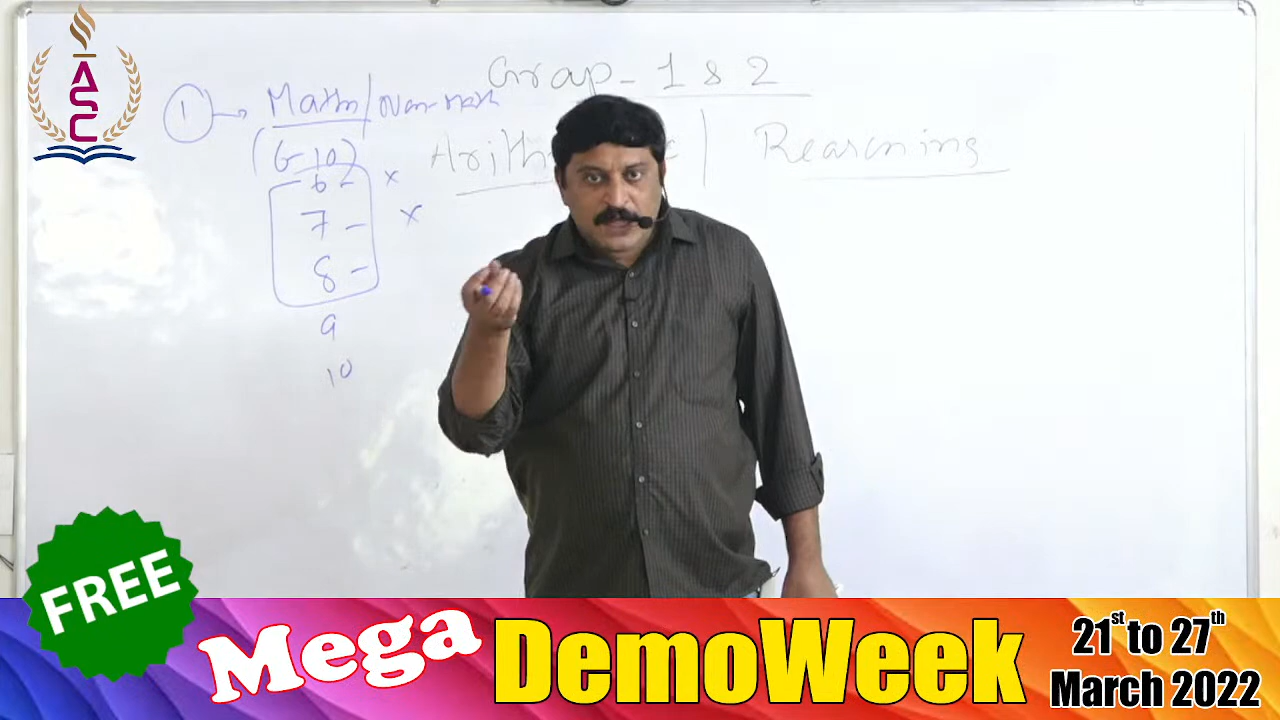 ASC
Grap - 1 & 2
1 → Math / Non-math
(6-10)
Reasoning
6 - x
7 - x
8 -
9
10
FREE
Mega
DemoWeek
21st to 27th
March 2022